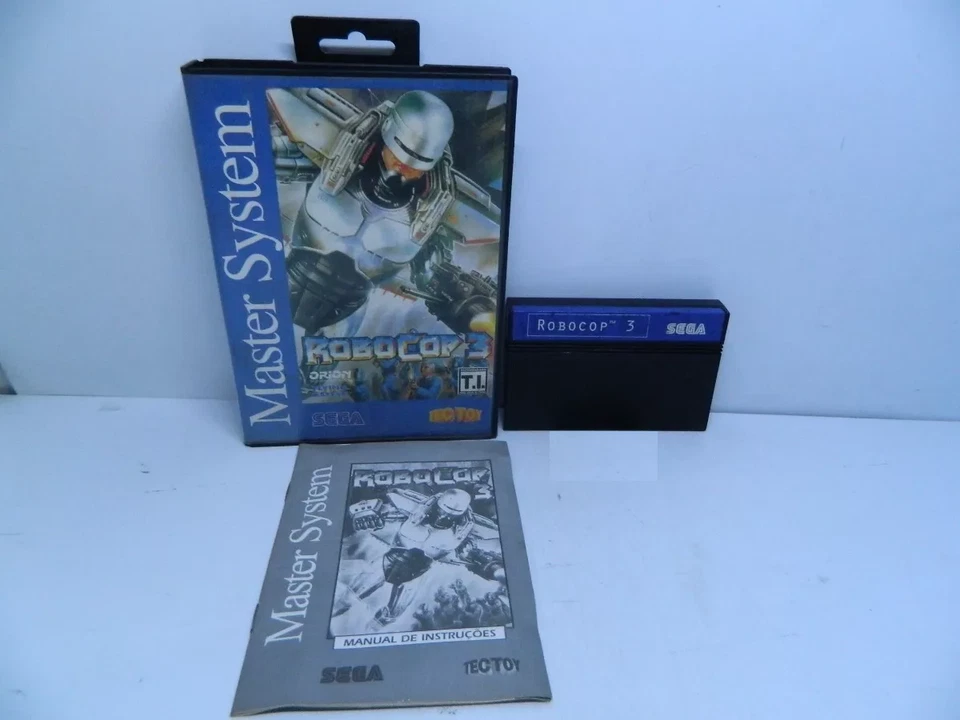 Master System
ROBOCOP 3
ORION
T.I.
SEGA
TECTOY
ROBOCOP™ 3
SEGA
Master System
ROBOCOP
3
MANUAL DE INSTRUÇÕES
SEGA
TECTOY